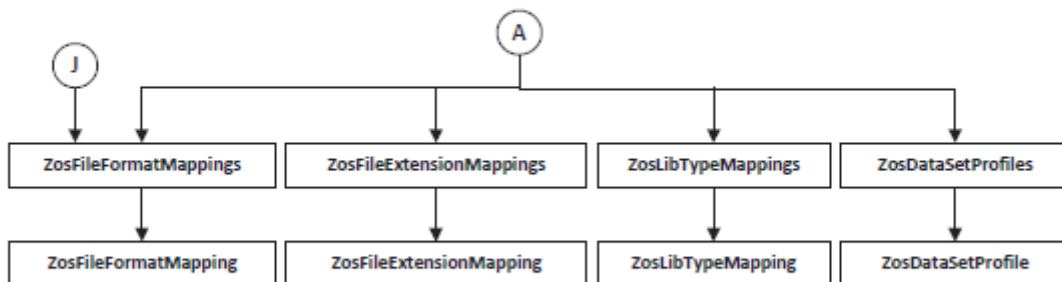 A
J
ZosFileFormatMappings
ZosFileExtensionMappings
ZosLibTypeMappings
ZosDataSetProfiles
ZosFileFormatMapping
ZosFileExtensionMapping
ZosLibTypeMapping
ZosDataSetProfile